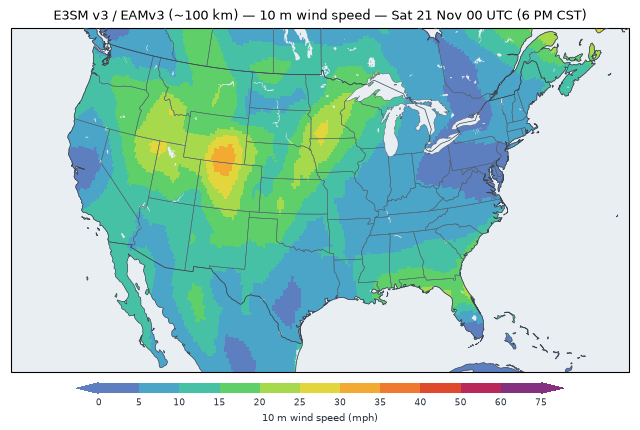 E3SM v3 / EAMv3 (~100 km) — 10 m wind speed — Sat 21 Nov 00 UTC (6 PM CST)
0 5 10 15 20 25 30 35 40 50 60 75
10 m wind speed (mph)